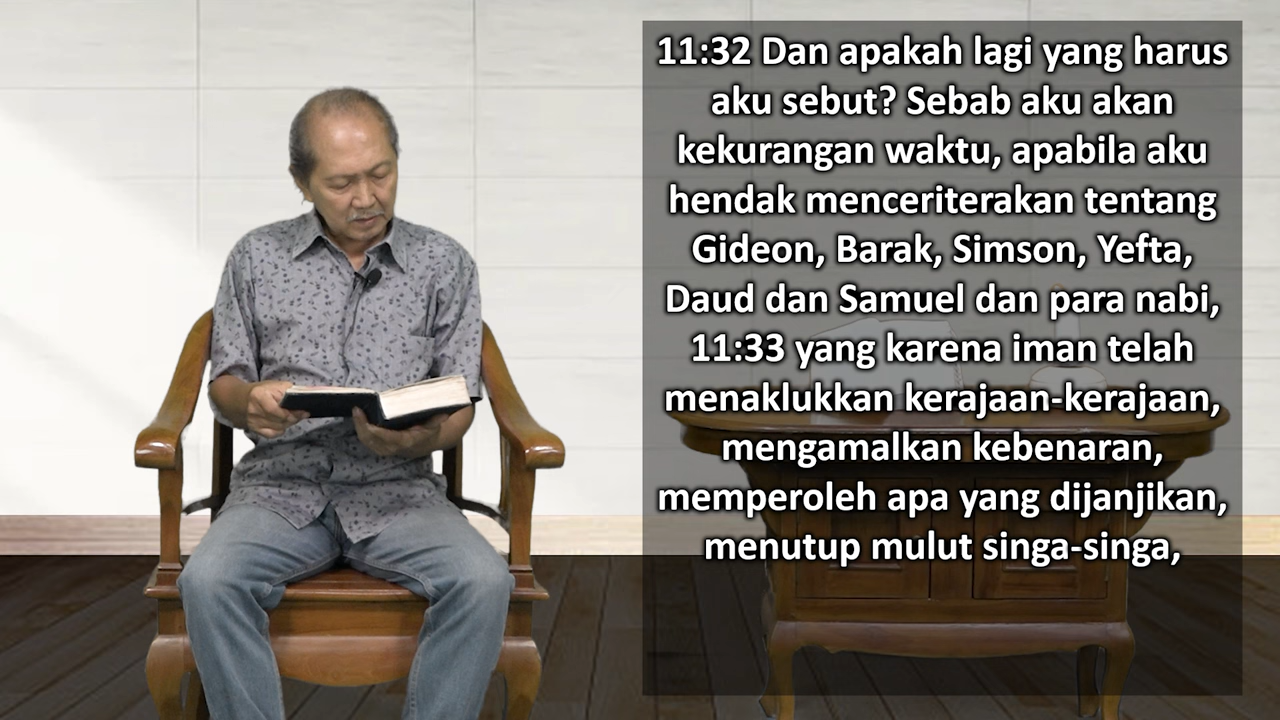 11:32 Dan apakah lagi yang harus
aku sebut? Sebab aku akan
kekurangan waktu, apabila aku
hendak menceriterakan tentang
Gideon, Barak, Simson, Yefta,
Daud dan Samuel dan para nabi,
11:33 yang karena iman telah
menaklukkan kerajaan-kerajaan,
mengamalkan kebenaran,
memperoleh apa yang dijanjikan,
menutup mulut singa-singa,